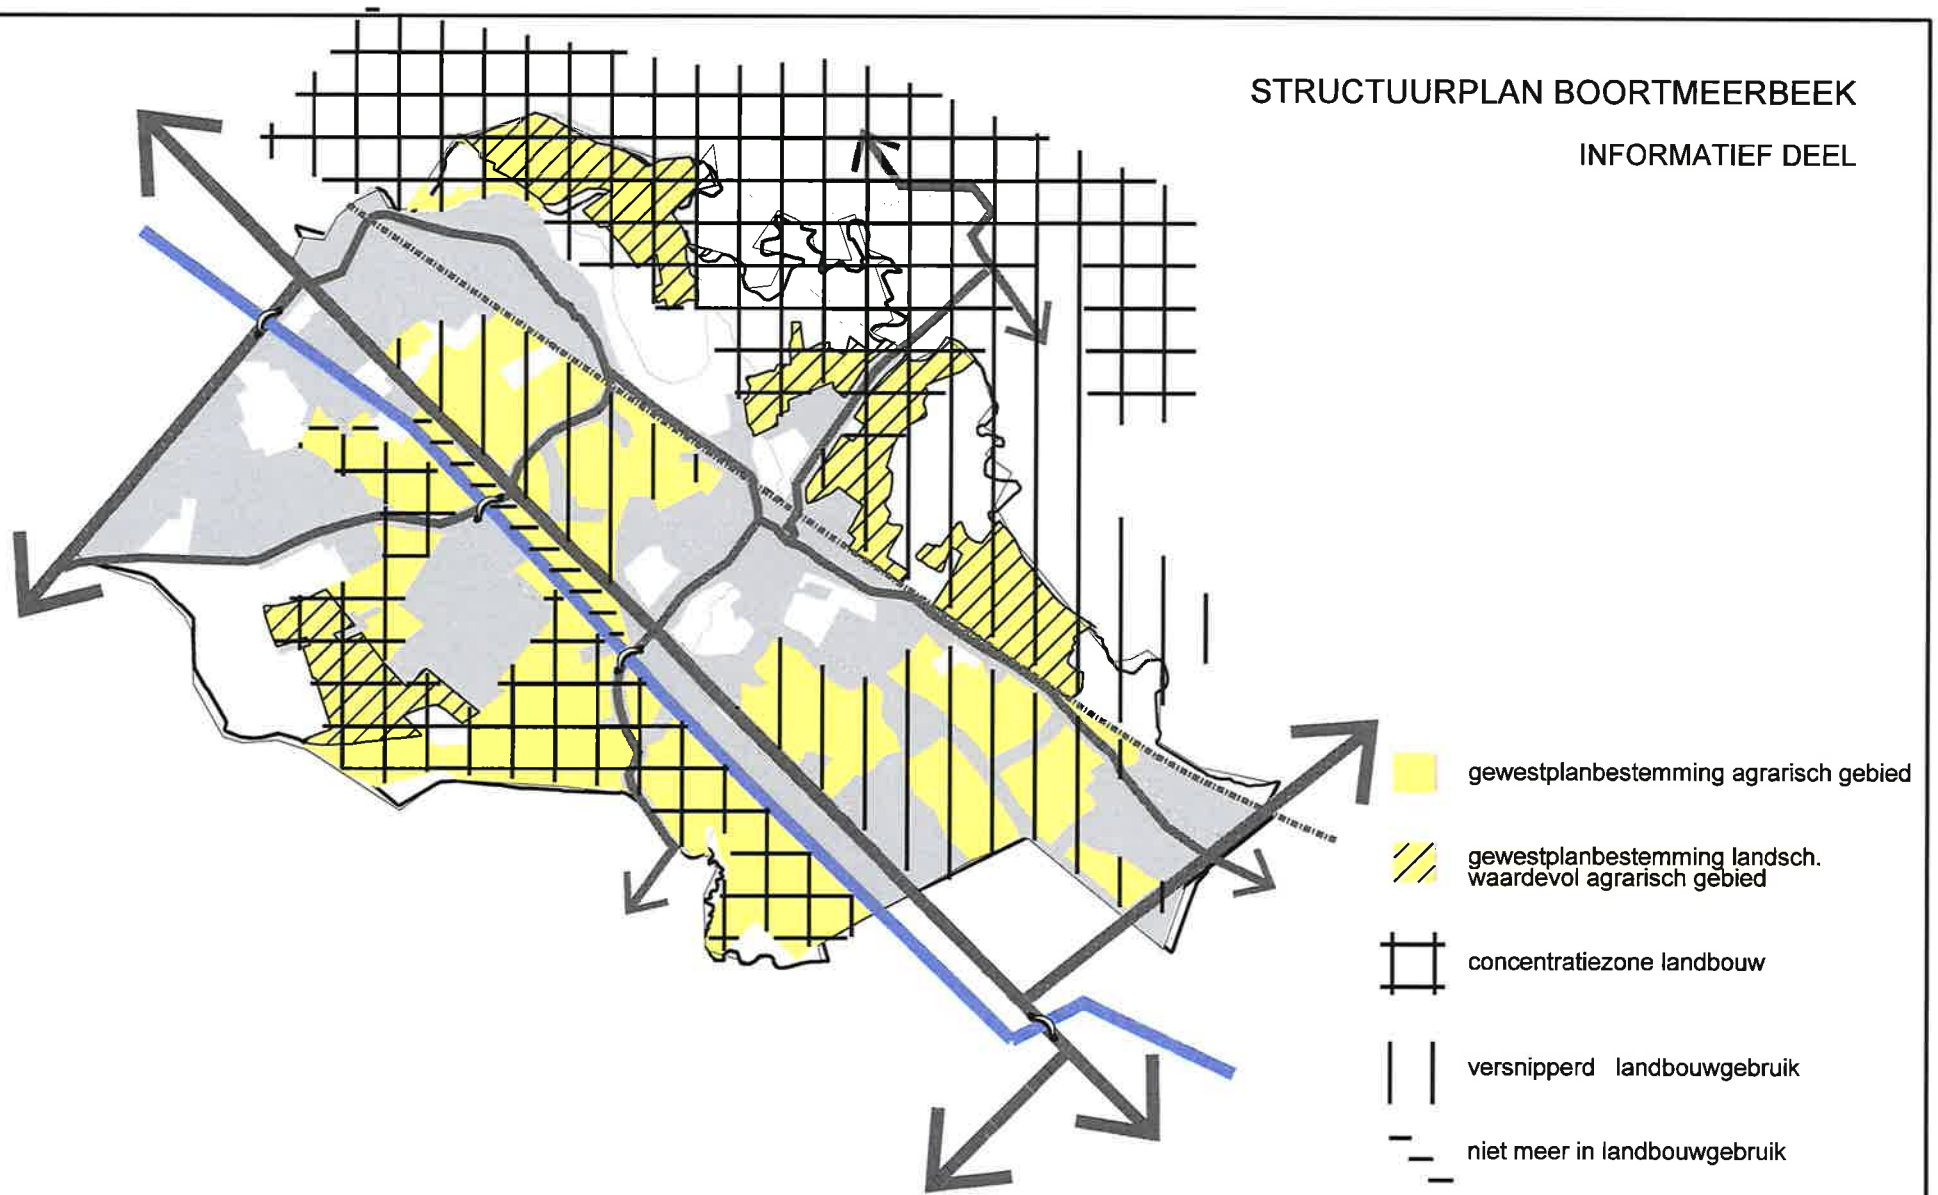 STRUCTUURPLAN BOORTMEERBEEK
INFORMATIEF DEEL
gewestplanbestemming agrarisch gebied
gewestplanbestemming landsch.
waardevol agrarisch gebied
concentratiezone landbouw
versnipperd landbouwgebruik
niet meer in landbouwgebruik